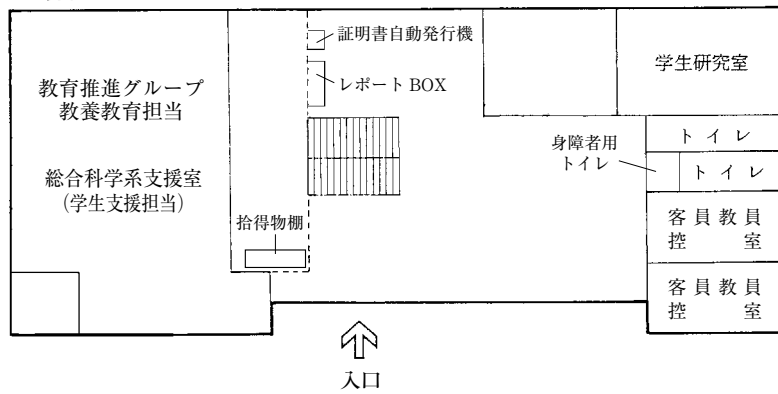 証明書自動発行機
レポート BOX
学生研究室
教育推進グループ
教養教育担当
総合科学系支援室
(学生支援担当)
拾得物棚
身障者用
トイレ
トイレ
トイレ
客員教員
控室
客員教員
控室
入口